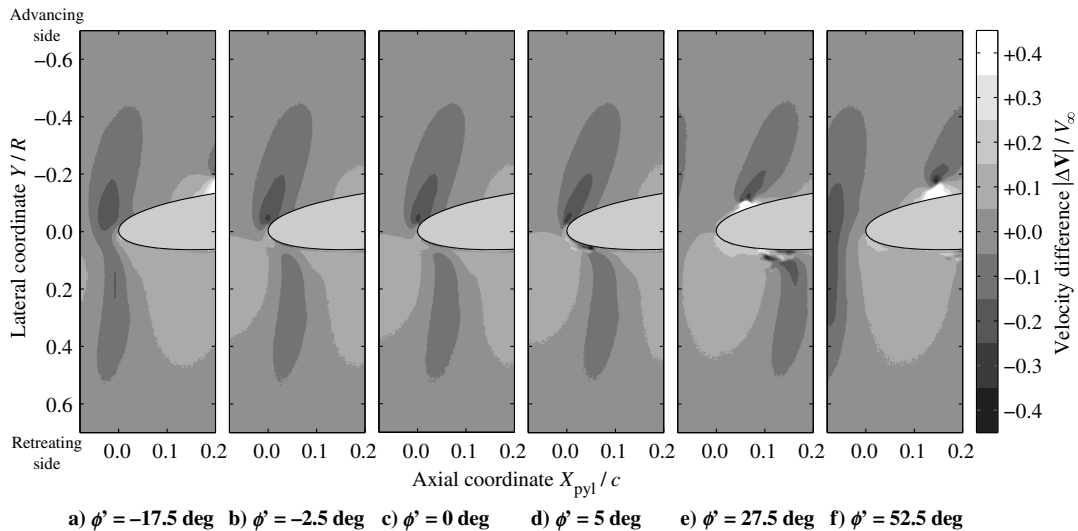 Advancing
side
−0.6
−0.4
−0.2
0.0
0.2
0.4
0.6
Lateral coordinate Y / R
Retreating
side
0.0 0.1 0.2
0.0 0.1 0.2
0.0 0.1 0.2
0.0 0.1 0.2
0.0 0.1 0.2
0.0 0.1 0.2
Axial coordinate X_pyl / c
+0.4
+0.3
+0.2
+0.1
+0.0
−0.1
−0.2
−0.3
−0.4
Velocity difference |ΔV| / V∞
a) ϕ’ = −17.5 deg
b) ϕ’ = −2.5 deg
c) ϕ’ = 0 deg
d) ϕ’ = 5 deg
e) ϕ’ = 27.5 deg
f) ϕ’ = 52.5 deg